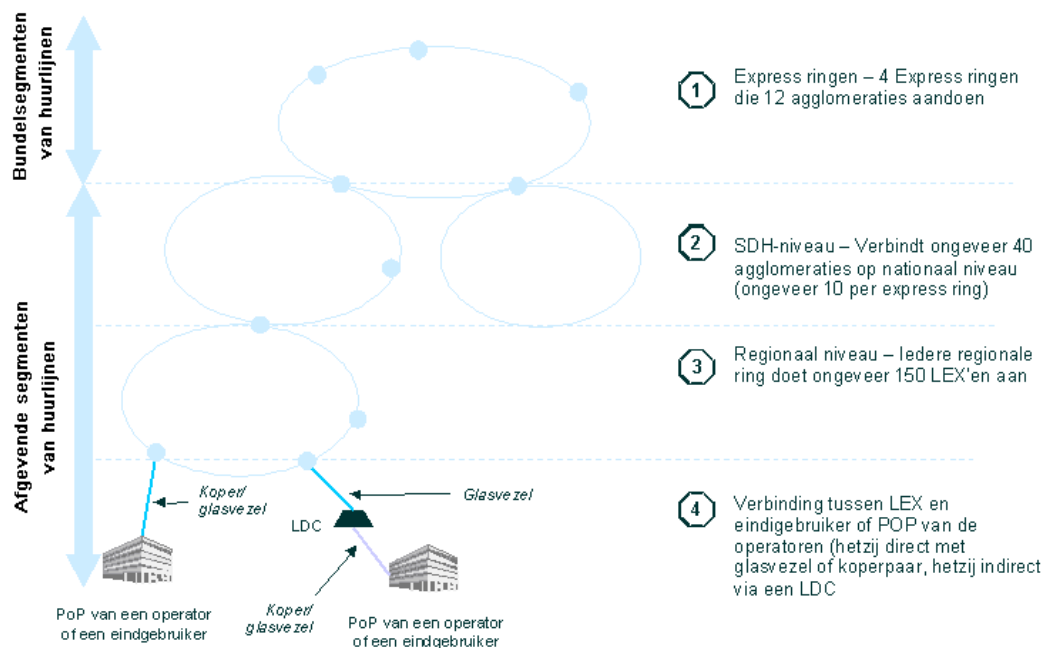 Bundelsegmenten
van huurlijnen
1
Express ringen – 4 Express ringen
die 12 agglomeraties aandoen
2
SDH-niveau – Verbindt ongeveer 40
agglomeraties op nationaal niveau
(ongeveer 10 per express ring)
Afgevende segmenten
van huurlijnen
3
Regionaal niveau – Iedere regionale
ring doet ongeveer 150 LEX'en aan
Koper/
glasvezel
Glasvezel
LDC
4
Verbinding tussen LEX en
eindigebruiker of POP van de
operatoren (hetzij direct met
glasvezel of koperpaar, hetzij indirect
via een LDC
PoP van een operator
of een eindgebruiker
Koper/
glasvezel
PoP van een operator
of een eindgebruiker